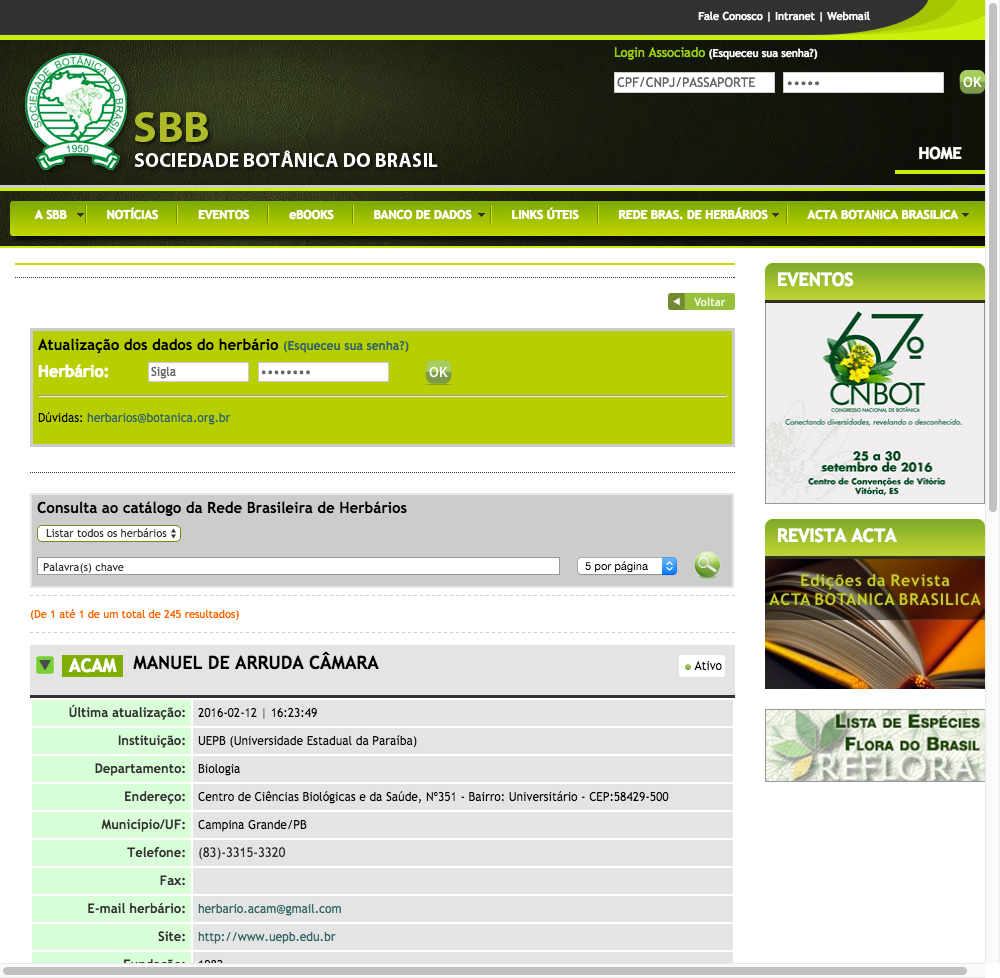 Fale Conosco | Intranet | Webmail
Login Associado (Esqueceu sua senha?)
CPF/CNPJ/PASSAPORTE ••••• OK
SOCIEDADE BOTÂNICA DO BRASIL
1950
SBB
SOCIEDADE BOTÂNICA DO BRASIL
HOME
A SBB NOTÍCIAS EVENTOS eBOOKS BANCO DE DADOS LINKS ÚTEIS REDE BRAS. DE HERBÁRIOS ACTA BOTANICA BRASILICA
Voltar
Atualização dos dados do herbário (Esqueceu sua senha?)
Herbário: Sigla •••••••• OK
Dúvidas: herbarios@botanica.org.br
Consulta ao catálogo da Rede Brasileira de Herbários
Listar todos os herbários
Palavra(s) chave 5 por página
(De 1 até 1 de um total de 245 resultados)
ACAM MANUEL DE ARRUDA CÂMARA Ativo
Última atualização: 2016-02-12 | 16:23:49
Instituição: UEPB (Universidade Estadual da Paraíba)
Departamento: Biologia
Endereço: Centro de Ciências Biológicas e da Saúde, Nº351 - Bairro: Universitário - CEP:58429-500
Município/UF: Campina Grande/PB
Telefone: (83)-3315-3320
Fax:
E-mail herbário: herbario.acam@gmail.com
Site: http://www.uepb.edu.br
EVENTOS
67º
CNBOT
CONGRESSO NACIONAL DE BOTÂNICA
Conectando diversidades, revelando o desconhecido.
25 a 30
setembro de 2016
Centro de Convenções de Vitória
Vitória, ES
REVISTA ACTA
Edições da Revista
ACTA BOTANICA BRASILICA
LISTA DE ESPÉCIES
FLORA DO BRASIL
REFLORA